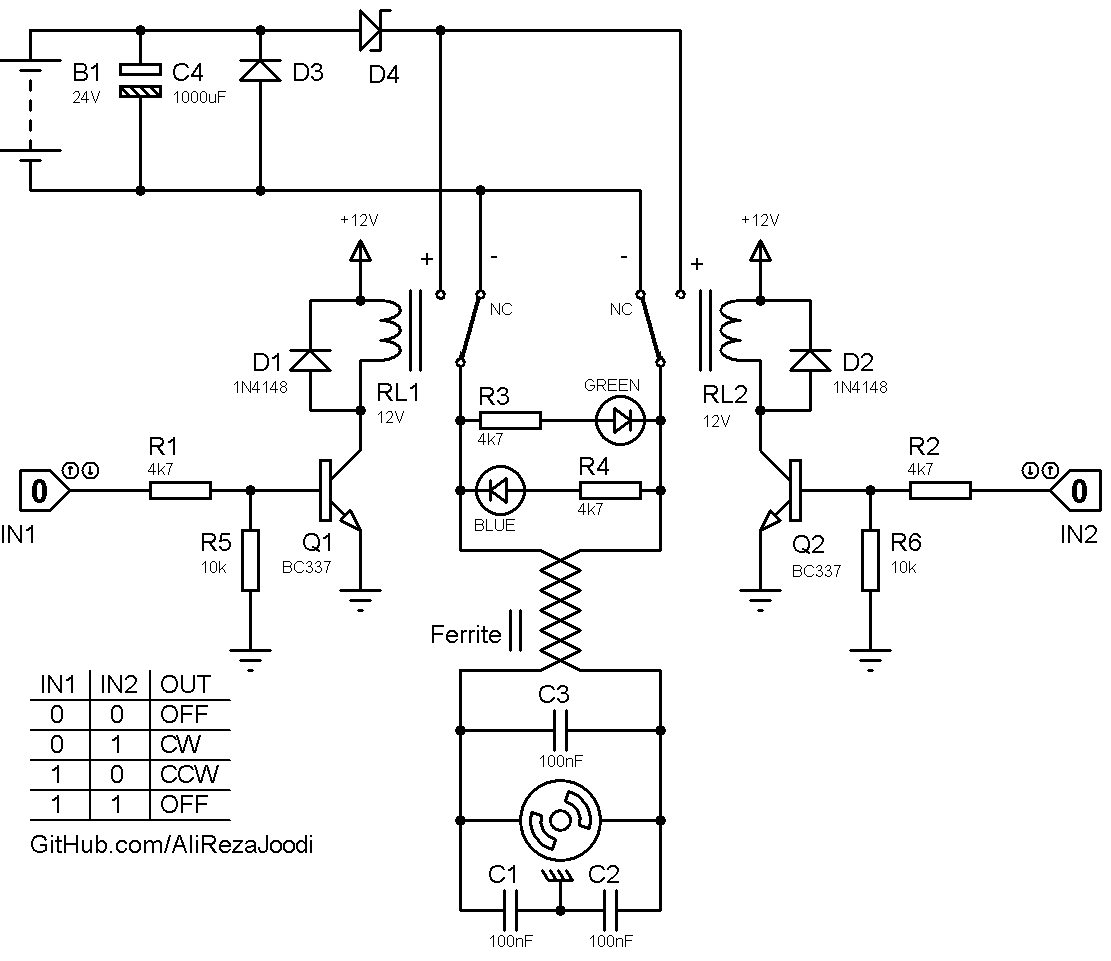 B1
24V
C4
1000uF
D3
D4
+12V
+12V
+
-
-
+
NC
NC
D1
1N4148
RL1
12V
R3
4k7
GREEN
RL2
12V
D2
1N4148
R1
4k7
BLUE
R4
4k7
R2
4k7
0
IN1
R5
10k
Q1
BC337
Q2
BC337
R6
10k
0
IN2
Ferrite
IN1 IN2 OUT
0 0 OFF
0 1 CW
1 0 CCW
1 1 OFF
GitHub.com/AliRezaJoodi
C3
100nF
C1
100nF
C2
100nF